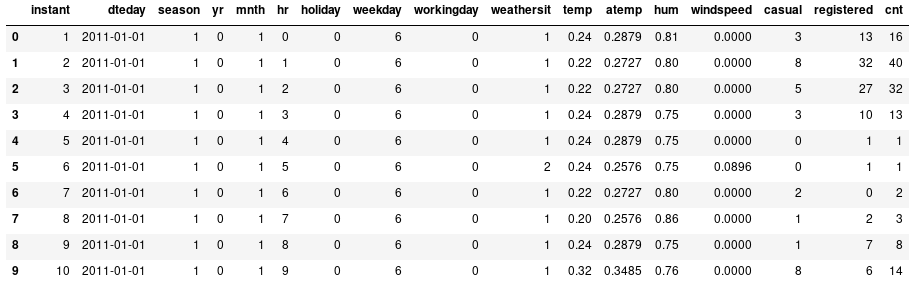 instant dteday season yr mnth hr holiday weekday workingday weathersit temp atemp hum windspeed casual registered cnt
0 1 2011-01-01 1 0 1 0 0 6 0 1 0.24 0.2879 0.81 0.0000 3 13 16
1 2 2011-01-01 1 0 1 1 0 6 0 1 0.22 0.2727 0.80 0.0000 8 32 40
2 3 2011-01-01 1 0 1 2 0 6 0 1 0.22 0.2727 0.80 0.0000 5 27 32
3 4 2011-01-01 1 0 1 3 0 6 0 1 0.24 0.2879 0.75 0.0000 3 10 13
4 5 2011-01-01 1 0 1 4 0 6 0 1 0.24 0.2879 0.75 0.0000 0 1 1
5 6 2011-01-01 1 0 1 5 0 6 0 2 0.24 0.2576 0.75 0.0896 0 1 1
6 7 2011-01-01 1 0 1 6 0 6 0 1 0.22 0.2727 0.80 0.0000 2 0 2
7 8 2011-01-01 1 0 1 7 0 6 0 1 0.20 0.2576 0.86 0.0000 1 2 3
8 9 2011-01-01 1 0 1 8 0 6 0 1 0.24 0.2879 0.75 0.0000 1 7 8
9 10 2011-01-01 1 0 1 9 0 6 0 1 0.32 0.3485 0.76 0.0000 8 6 14